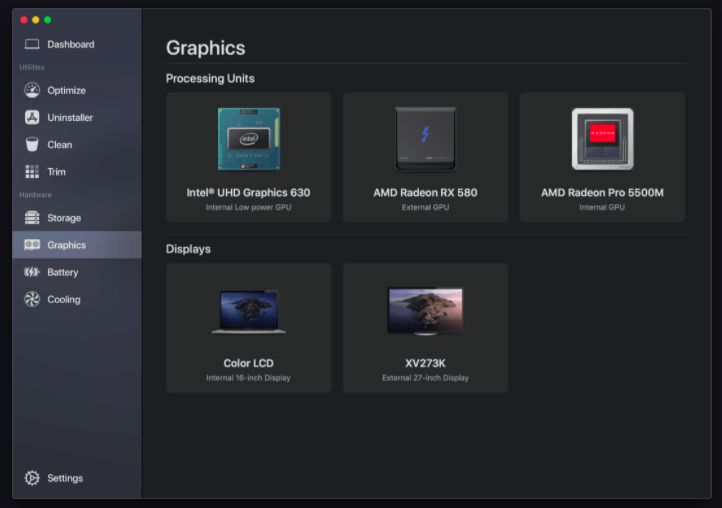 Dashboard
Utilities
Optimize
Uninstaller
Clean
Trim
Hardware
Storage
Graphics
Battery
Cooling
Settings
Graphics
Processing Units
intel
RADEON
Intel® UHD Graphics 630
AMD Radeon RX 580
AMD Radeon Pro 5500M
Internal Low power GPU
External GPU
Internal GPU
Displays
Color LCD
XV273K
Internal 16-inch Display
External 27-inch Display